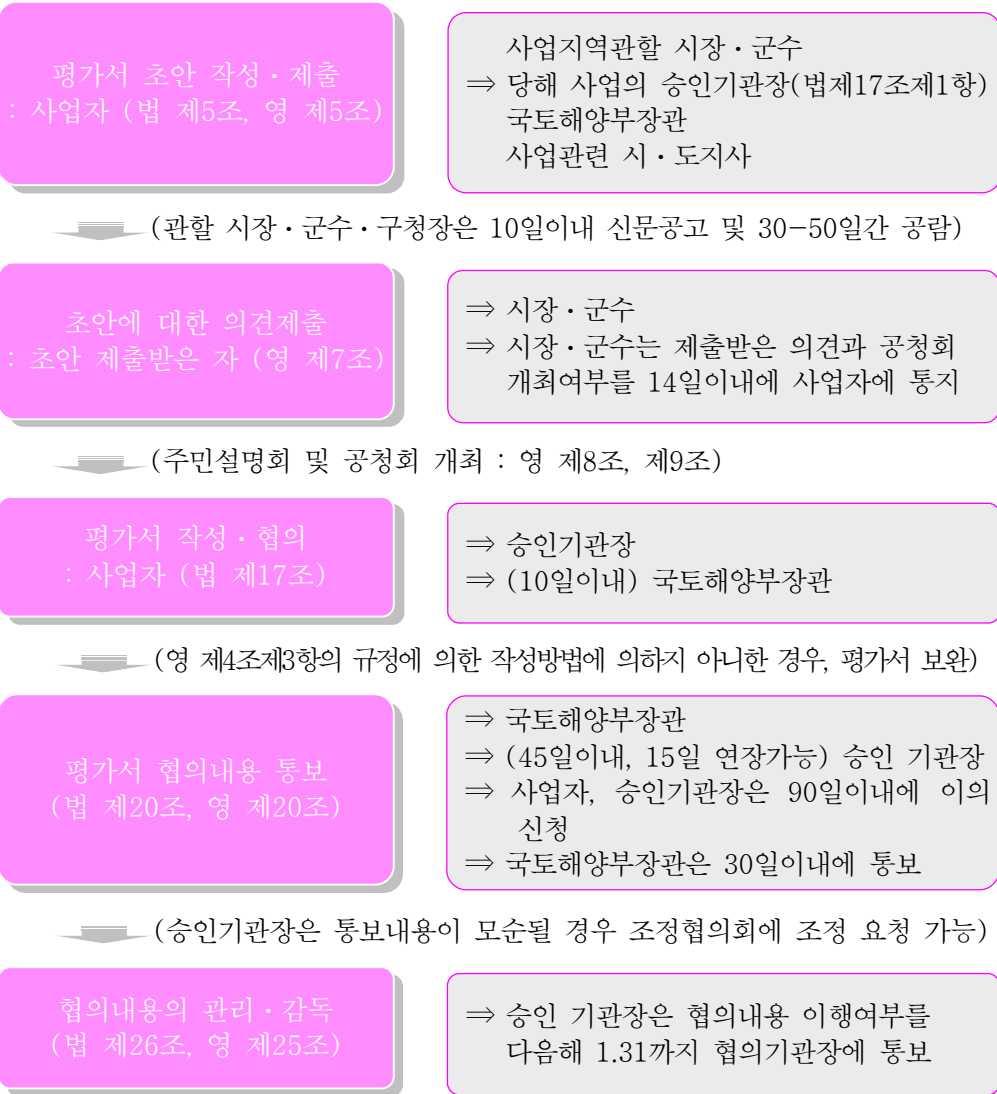 평가서 초안 작성・제출
: 사업자 (법 제5조, 영 제5조)
사업지역관할 시장・군수
⇒ 당해 사업의 승인기관장(법제17조제1항)
국토해양부장관
사업관련 시・도지사
(관할 시장・군수・구청장은 10일이내 신문공고 및 30-50일간 공람)
초안에 대한 의견제출
: 초안 제출받은 자 (영 제7조)
⇒ 시장・군수
⇒ 시장・군수는 제출받은 의견과 공청회
개최여부를 14일이내에 사업자에 통지
(주민설명회 및 공청회 개최 : 영 제8조, 제9조)
평가서 작성・협의
: 사업자 (법 제17조)
⇒ 승인기관장
⇒ (10일이내) 국토해양부장관
(영 제4조제3항의 규정에 의한 작성방법에 의하지 아니한 경우, 평가서 보완)
평가서 협의내용 통보
(법 제20조, 영 제20조)
⇒ 국토해양부장관
⇒ (45일이내, 15일 연장가능) 승인 기관장
⇒ 사업자, 승인기관장은 90일이내에 이의
신청
⇒ 국토해양부장관은 30일이내에 통보
(승인기관장은 통보내용이 모순될 경우 조정협의회에 조정 요청 가능)
협의내용의 관리・감독
(법 제26조, 영 제25조)
⇒ 승인 기관장은 협의내용 이행여부를
다음해 1.31까지 협의기관장에 통보